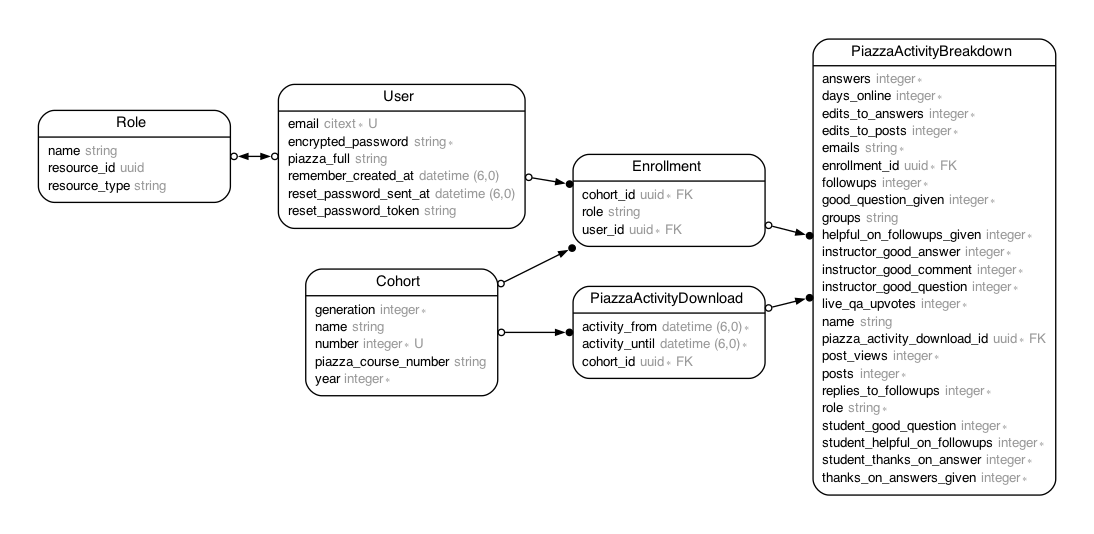 Role
name string
resource_id uuid
resource_type string
User
email citext∗ U
encrypted_password string∗
piazza_full string
remember_created_at datetime (6,0)
reset_password_sent_at datetime (6,0)
reset_password_token string
Cohort
generation integer∗
name string
number integer∗ U
piazza_course_number string
year integer∗
Enrollment
cohort_id uuid∗ FK
role string
user_id uuid∗ FK
PiazzaActivityDownload
activity_from datetime (6,0)∗
activity_until datetime (6,0)∗
cohort_id uuid∗ FK
PiazzaActivityBreakdown
answers integer∗
days_online integer∗
edits_to_answers integer∗
edits_to_posts integer∗
emails string∗
enrollment_id uuid∗ FK
followups integer∗
good_question_given integer∗
groups string
helpful_on_followups_given integer∗
instructor_good_answer integer∗
instructor_good_comment integer∗
instructor_good_question integer∗
live_qa_upvotes integer∗
name string
piazza_activity_download_id uuid∗ FK
post_views integer∗
posts integer∗
replies_to_followups integer∗
role string∗
student_good_question integer∗
student_helpful_on_followups integer∗
student_thanks_on_answer integer∗
thanks_on_answers_given integer∗